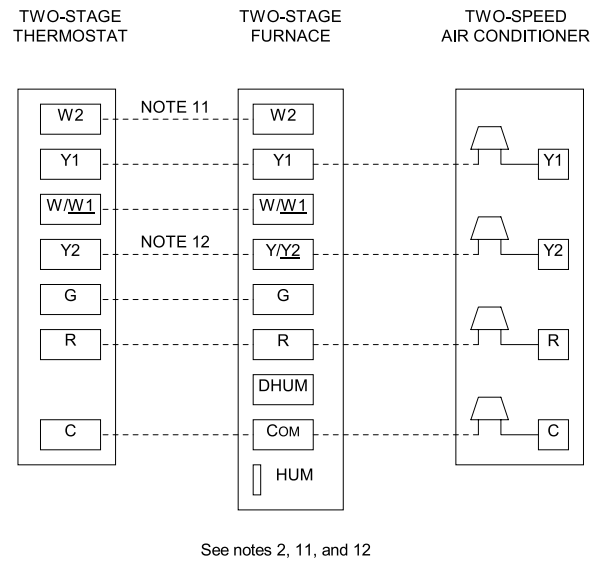 TWO-STAGE THERMOSTAT
TWO-STAGE FURNACE
TWO-SPEED AIR CONDITIONER
W2 NOTE 11 W2
Y1 Y1 Y1
W/W1 W/W1
Y2 NOTE 12 Y/Y2 Y2
G G
R R R
DHUM
C COM C
HUM
See notes 2, 11, and 12